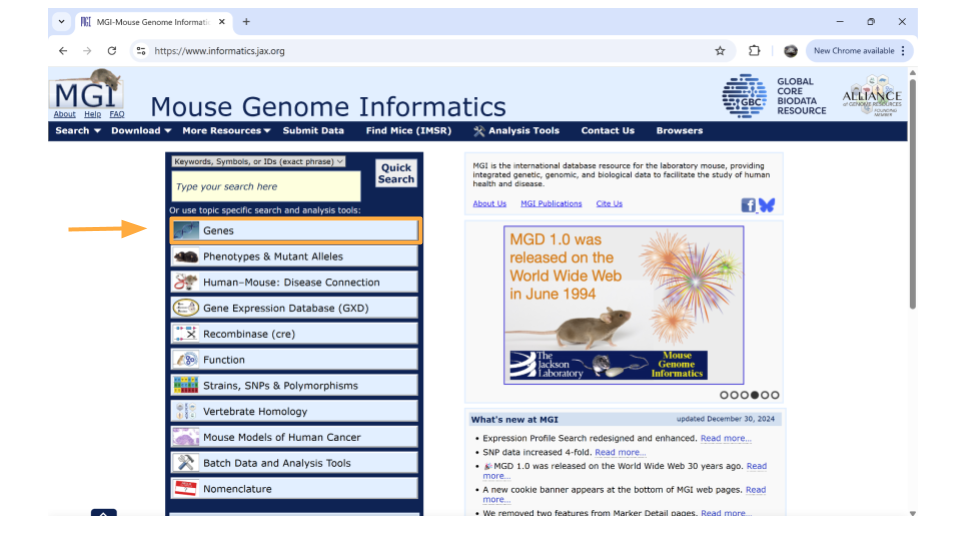 MGI-Mouse Genome Informatic
https://www.informatics.jax.org
New Chrome available
MGI
About Help FAQ
Mouse Genome Informatics
GBC
GLOBAL
CORE
BIODATA
RESOURCE
ALLIANCE
of GENOME RESOURCES
FOUNDING
MEMBER
Search Download More Resources Submit Data Find Mice (IMSR) Analysis Tools Contact Us Browsers
Keywords, Symbols, or IDs (exact phrase)
Type your search here
Quick
Search
Or use topic specific search and analysis tools:
Genes
Phenotypes & Mutant Alleles
Human–Mouse: Disease Connection
Gene Expression Database (GXD)
Recombinase (cre)
Function
Strains, SNPs & Polymorphisms
Vertebrate Homology
Mouse Models of Human Cancer
Batch Data and Analysis Tools
Nomenclature
MGI is the international database resource for the laboratory mouse, providing
integrated genetic, genomic, and biological data to facilitate the study of human
health and disease.
About Us MGI Publications Cite Us
MGD 1.0 was
released on the
World Wide Web
in June 1994
The
Jackson
Laboratory
Mouse
Genome
Informatics
What's new at MGI updated December 30, 2024
• Expression Profile Search redesigned and enhanced. Read more...
• SNP data increased 4-fold. Read more...
• MGD 1.0 was released on the World Wide Web 30 years ago. Read
more...
• A new cookie banner appears at the bottom of MGI web pages. Read
more...
• We removed two features from Marker Detail pages. Read more...